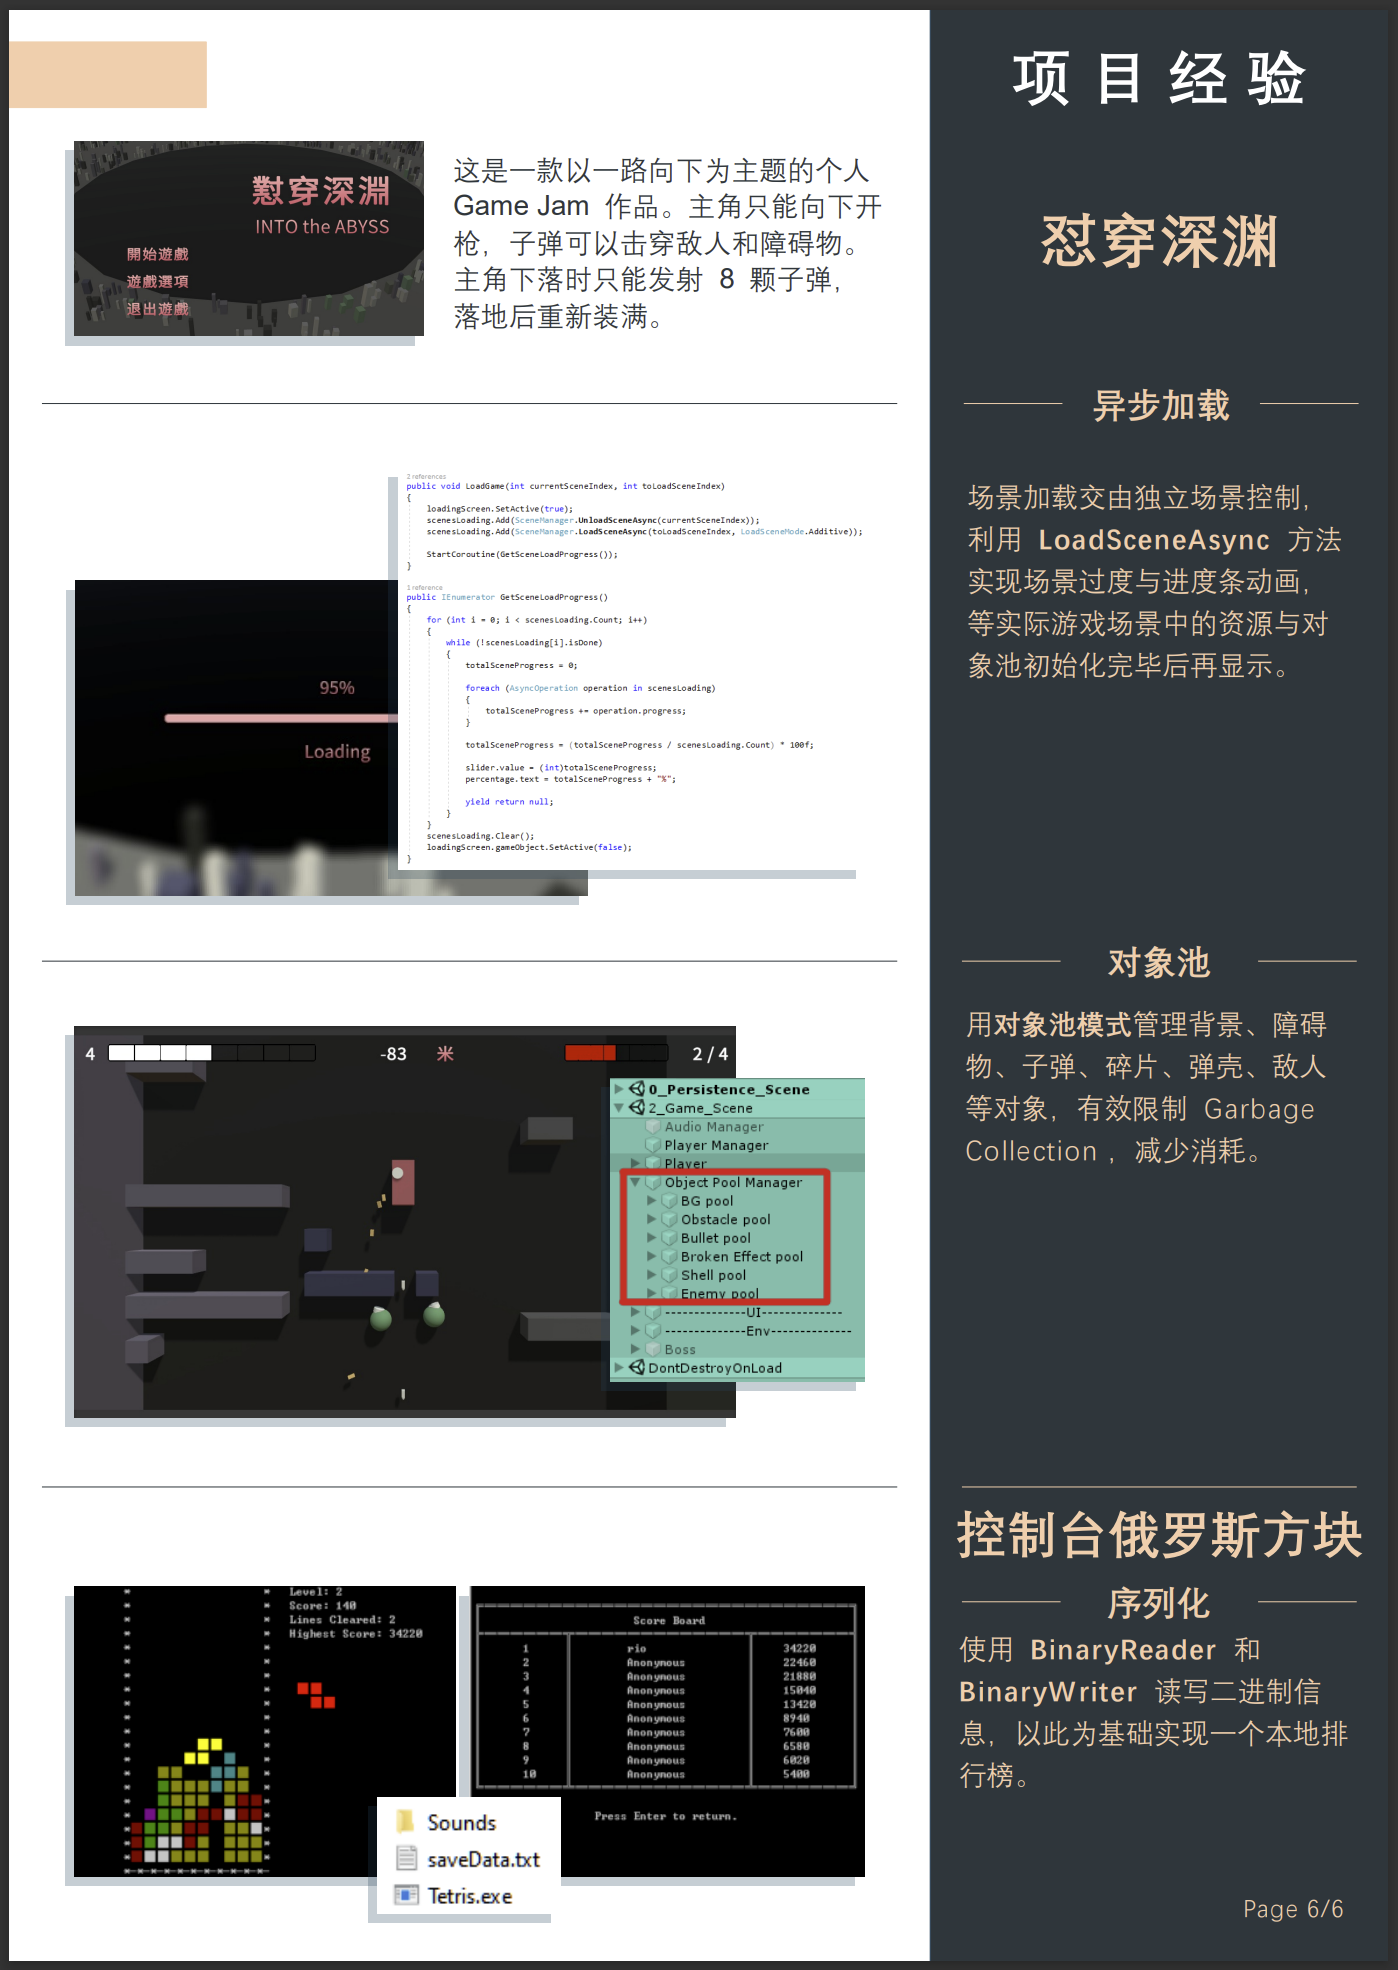 项目经验
怼穿深渊
懟穿深淵
INTO the ABYSS
開始遊戲
遊戲選項
退出遊戲
这是一款以一路向下为主题的个人
Game Jam 作品。主角只能向下开
枪，子弹可以击穿敌人和障碍物。
主角下落时只能发射 8 颗子弹，
落地后重新装满。
异步加载
场景加载交由独立场景控制，
利用 LoadSceneAsync 方法
实现场景过度与进度条动画，
等实际游戏场景中的资源与对
象池初始化完毕后再显示。
2 references
public void LoadGame(int currentSceneIndex, int toLoadSceneIndex)
{
loadingScreen.SetActive(true);
scenesLoading.Add(SceneManager.UnloadSceneAsync(currentSceneIndex));
scenesLoading.Add(SceneManager.LoadSceneAsync(toLoadSceneIndex, LoadSceneMode.Additive));
StartCoroutine(GetSceneLoadProgress());
}
1 reference
public IEnumerator GetSceneLoadProgress()
{
for (int i = 0; i < scenesLoading.Count; i++)
{
while (!scenesLoading[i].isDone)
{
totalSceneProgress = 0;
foreach (AsyncOperation operation in scenesLoading)
{
totalSceneProgress += operation.progress;
}
totalSceneProgress = (totalSceneProgress / scenesLoading.Count) * 100f;
slider.value = (int)totalSceneProgress;
percentage.text = totalSceneProgress + "%";
yield return null;
}
}
scenesLoading.Clear();
loadingScreen.gameObject.SetActive(false);
}
95%
Loading
对象池
用对象池模式管理背景、障碍
物、子弹、碎片、弹壳、敌人
等对象，有效限制 Garbage
Collection ，减少消耗。
4 -83 米 2 / 4
0_Persistence_Scene
2_Game_Scene
Audio Manager
Player Manager
Player
Object Pool Manager
BG pool
Obstacle pool
Bullet pool
Broken Effect pool
Shell pool
Enemy pool
--------------UI--------------
--------------Env--------------
Boss
DontDestroyOnLoad
控制台俄罗斯方块
序列化
使用 BinaryReader 和
BinaryWriter 读写二进制信
息，以此为基础实现一个本地排
行榜。
Level: 2
Score: 140
Lines Cleared: 2
Highest Score: 34220
Score Board
1 rio 34220
2 Anonymous 22460
3 Anonymous 21880
4 Anonymous 15040
5 Anonymous 13420
6 Anonymous 8940
7 Anonymous 7600
8 Anonymous 6580
9 Anonymous 6020
10 Anonymous 5400
Press Enter to return.
Sounds
saveData.txt
Tetris.exe
Page 6/6